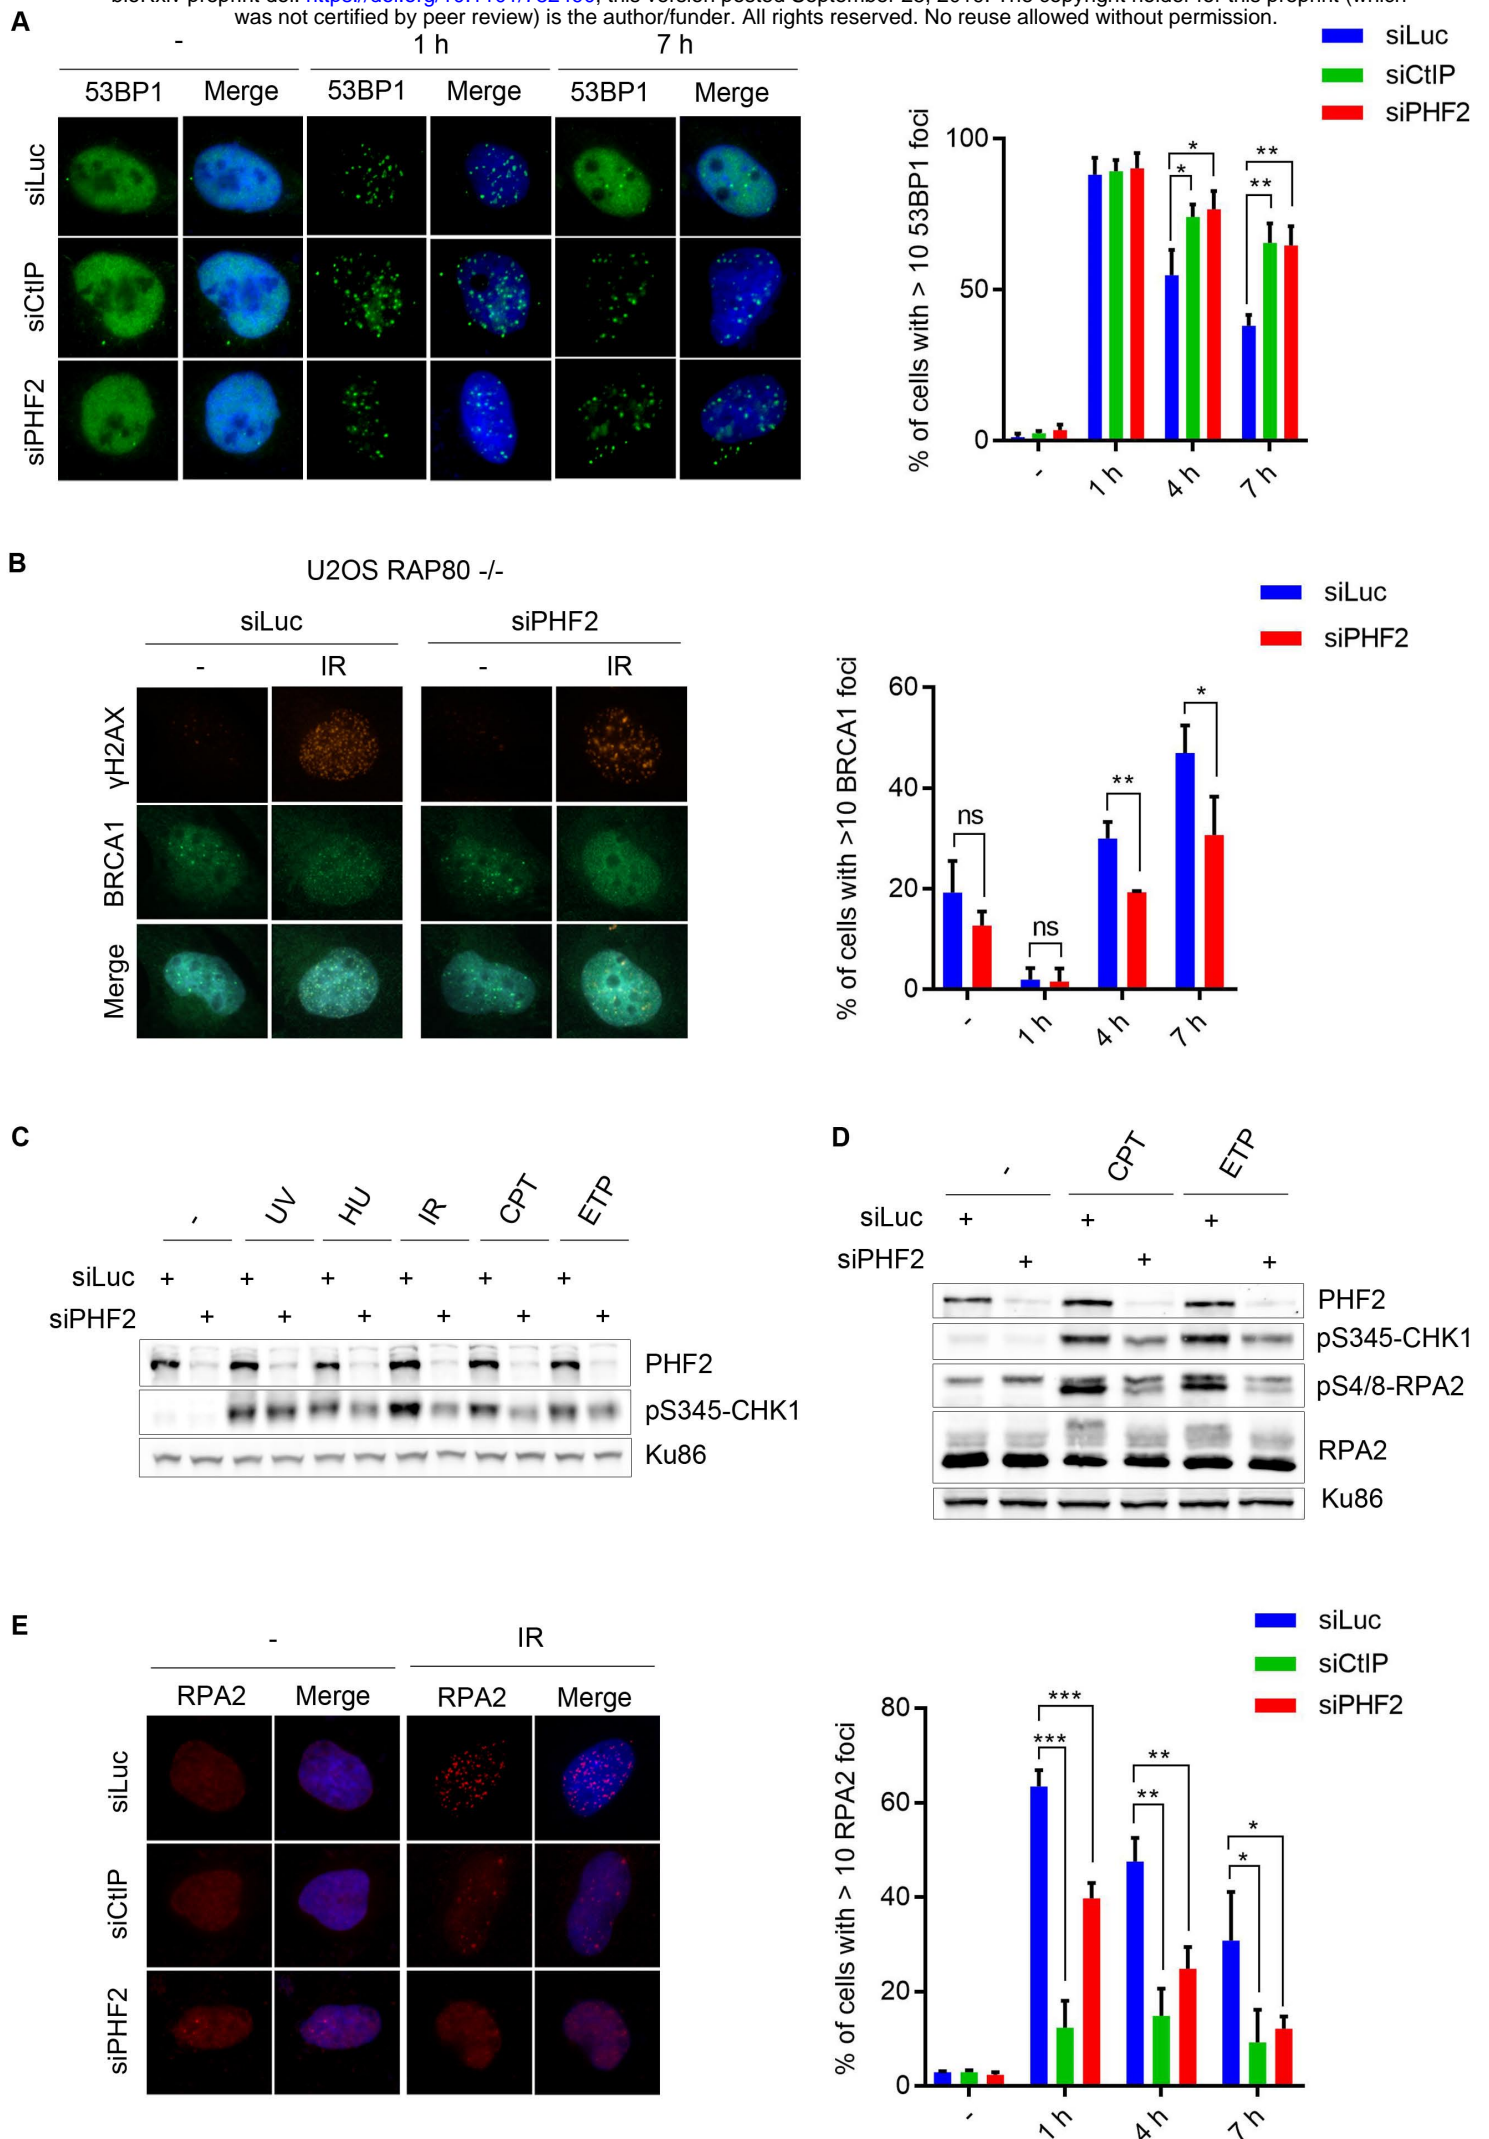 was not certified by peer review) is the author/funder. All rights reserved. No reuse allowed without permission.
A
- 1 h 7 h
53BP1 Merge 53BP1 Merge 53BP1 Merge
siLuc
siCtIP
siPHF2
siLuc
siCtIP
siPHF2
% of cells with > 10 53BP1 foci
100
50
0
* *
** **
- 1 h 4 h 7 h
B
U2OS RAP80 -/-
siLuc siPHF2
- IR - IR
γH2AX
BRCA1
Merge
siLuc
siPHF2
% of cells with >10 BRCA1 foci
60
40
20
0
ns ns ** *
- 1 h 4 h 7 h
C
- UV HU IR CPT ETP
siLuc + + + + + +
siPHF2 + + + + + +
PHF2
pS345-CHK1
Ku86
D
- CPT ETP
siLuc + + +
siPHF2 + + +
PHF2
pS345-CHK1
pS4/8-RPA2
RPA2
Ku86
E
- IR
RPA2 Merge RPA2 Merge
siLuc
siCtIP
siPHF2
siLuc
siCtIP
siPHF2
% of cells with > 10 RPA2 foci
80
60
40
20
0
*** ***
** **
* *
- 1 h 4 h 7 h